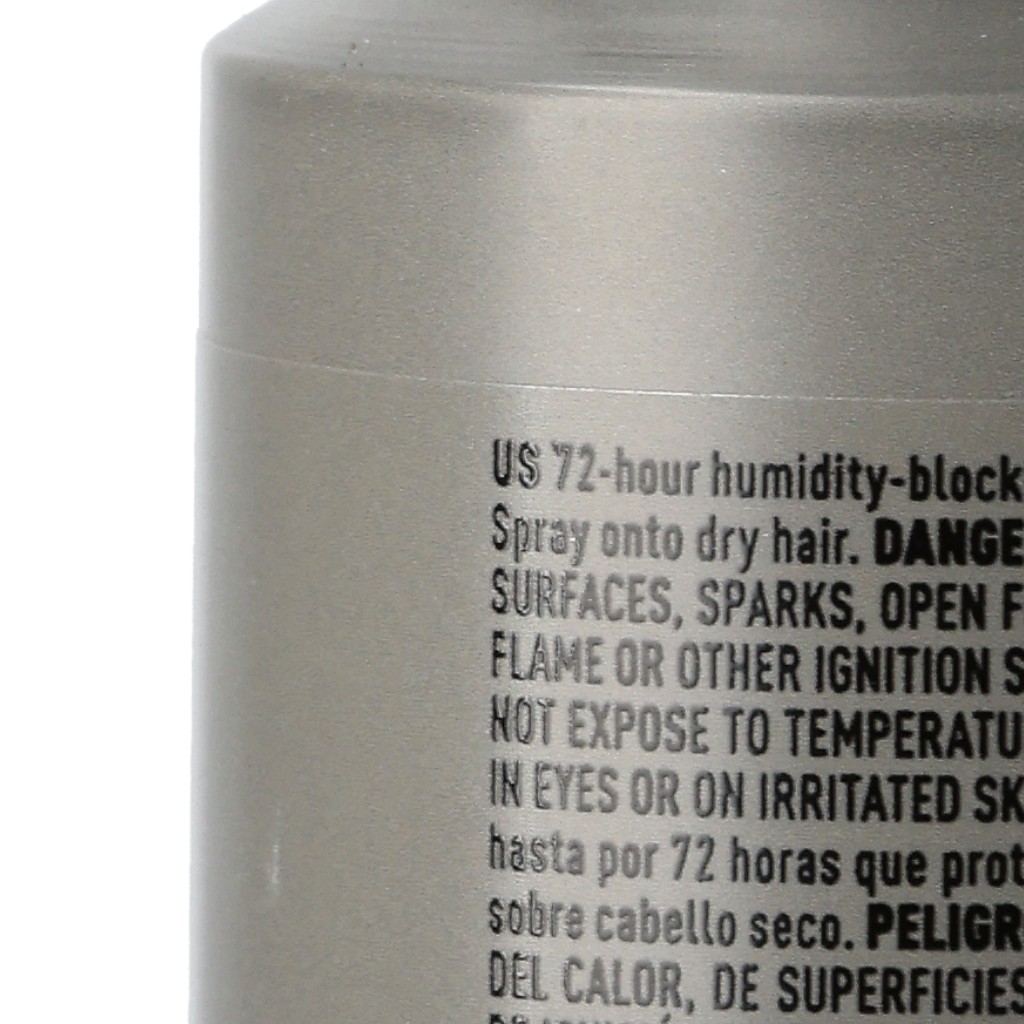 US 72-hour humidity-block
Spray onto dry hair. DANGE
SURFACES, SPARKS, OPEN F
FLAME OR OTHER IGNITION S
NOT EXPOSE TO TEMPERATU
IN EYES OR ON IRRITATED SK
hasta por 72 horas que prot
sobre cabello seco. PELIGR
DEL CALOR, DE SUPERFICIES